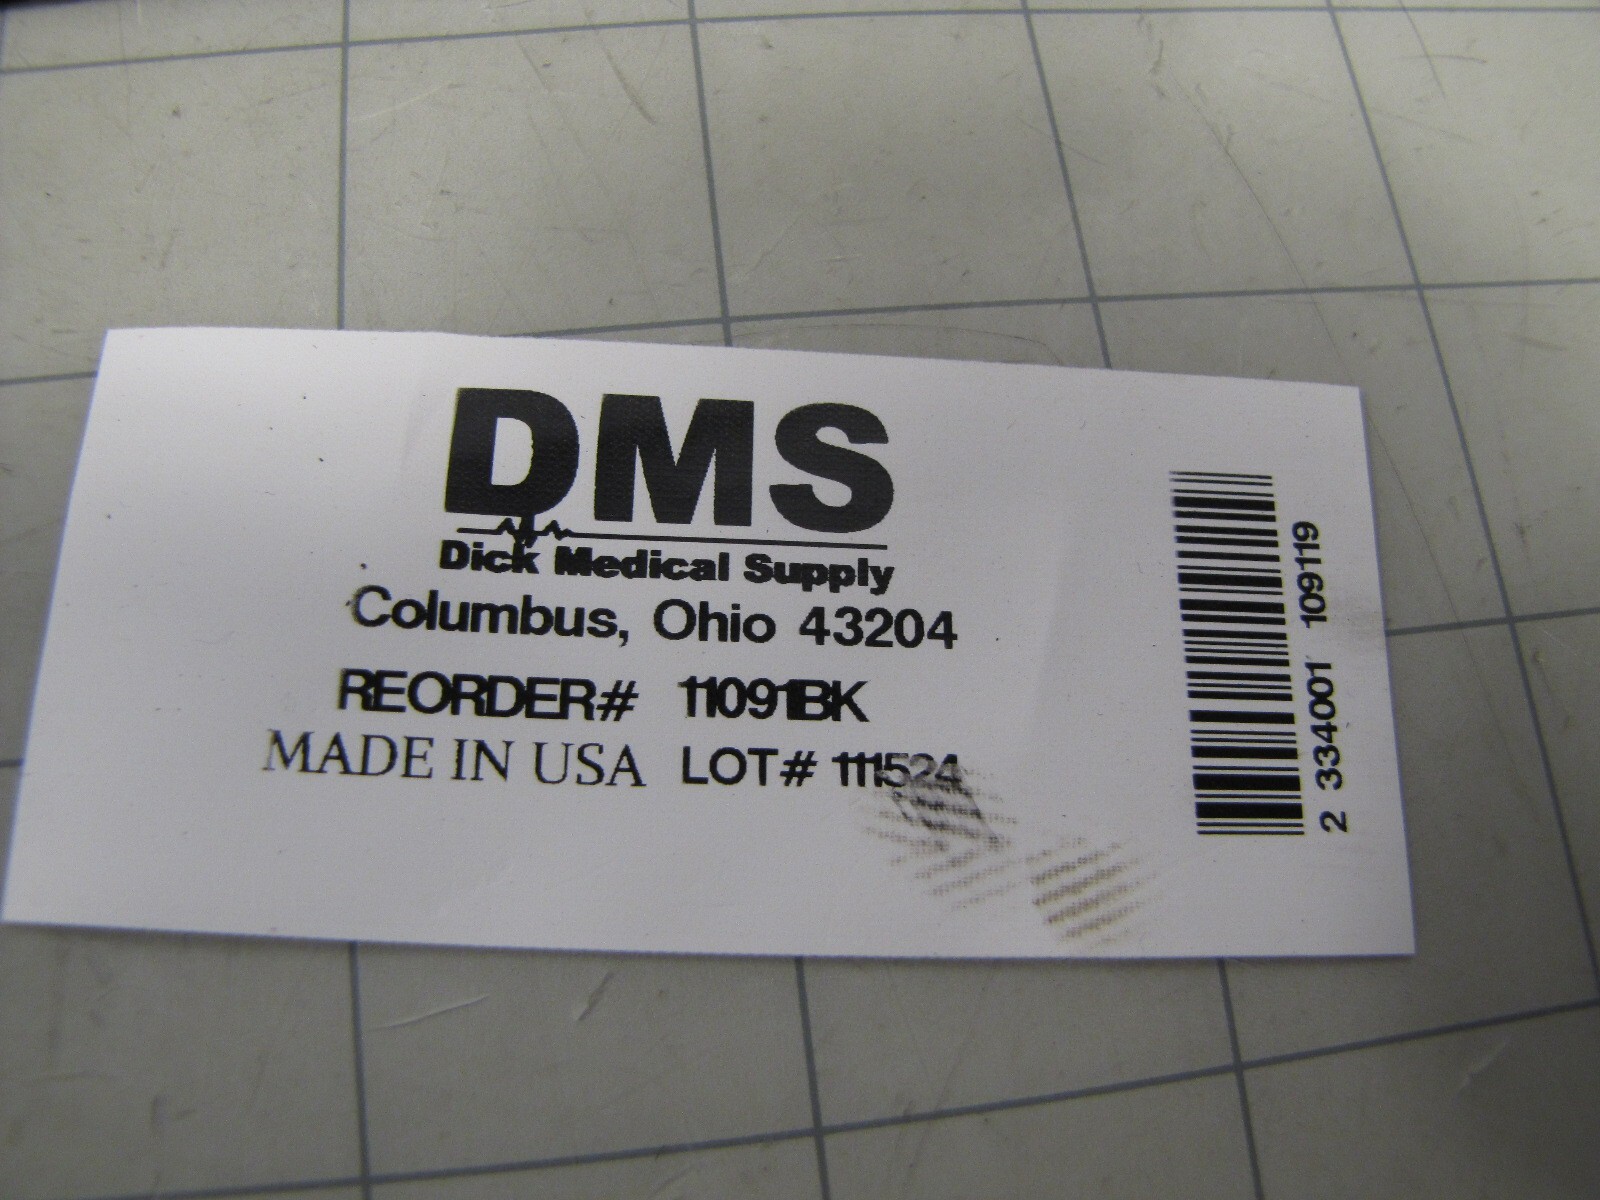 DMS
Dick Medical Supply
Columbus, Ohio 43204
REORDER# 11091BK
MADE IN USA LOT# 111524
2 334001 109119